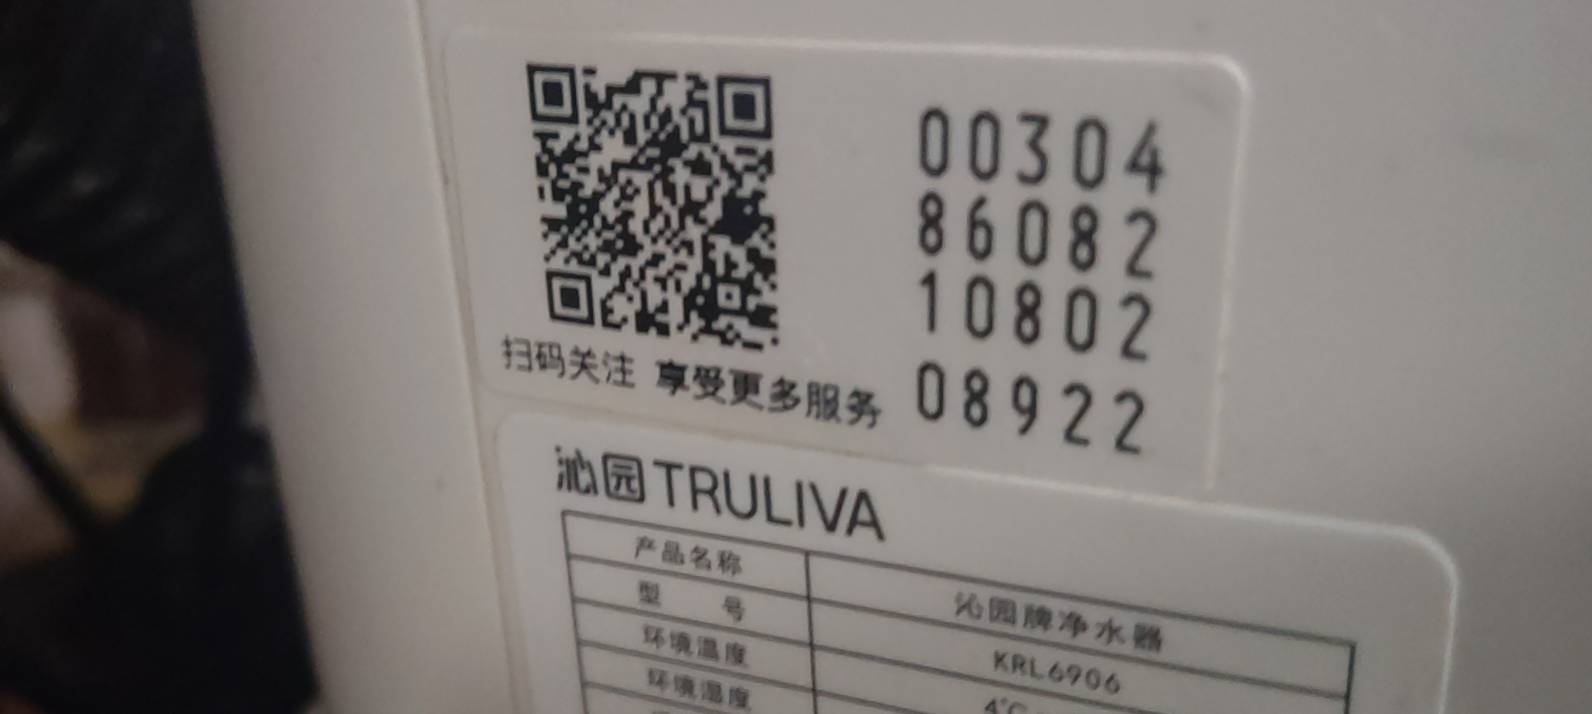 00304
86082
10802
08922
扫码关注 享受更多服务
沁园 TRULIVA
产品名称 沁园牌净水器
型 号 KRL6906
环境温度 4℃
环境湿度